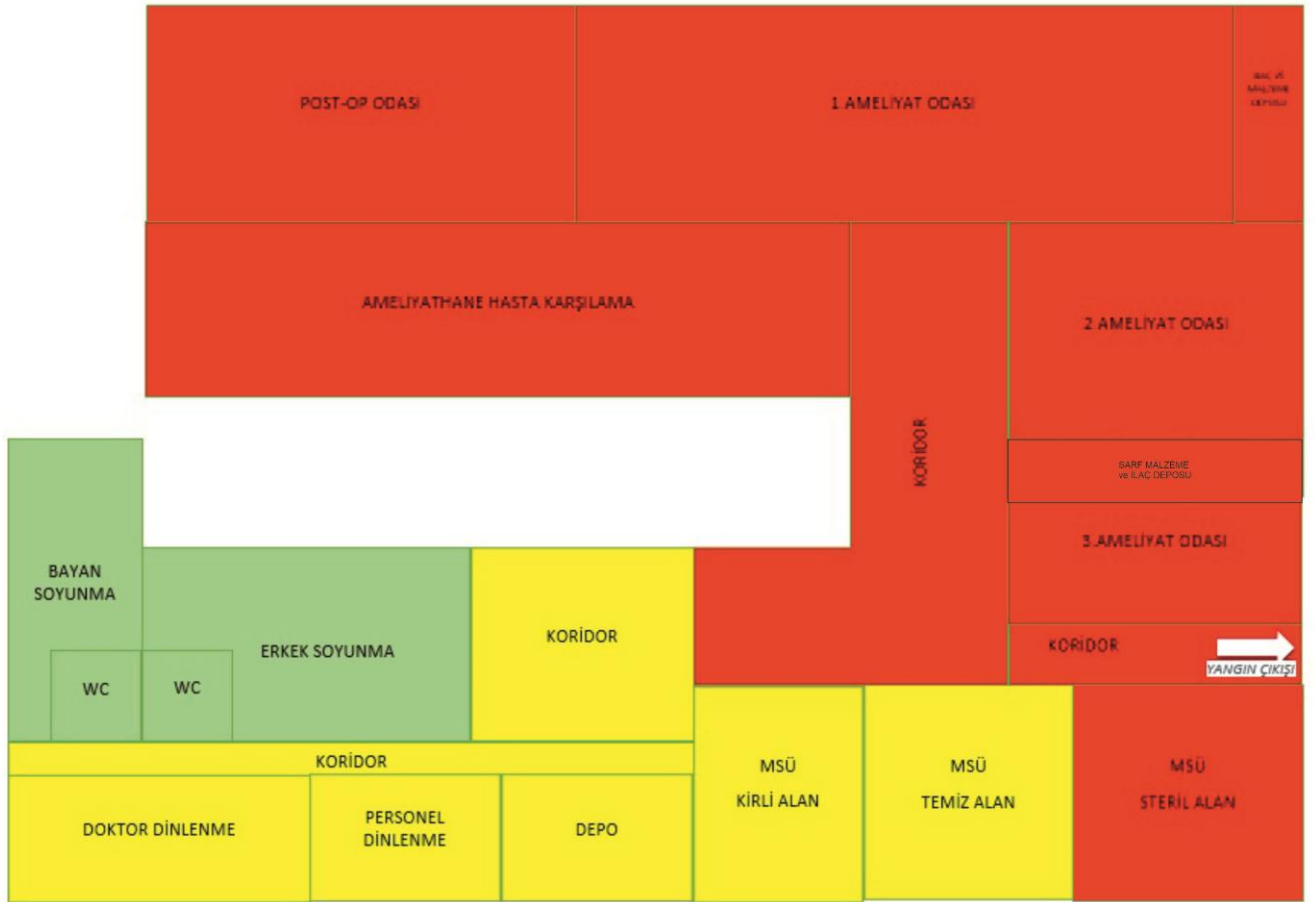 POST-OP ODASI
1.AMELİYAT ODASI
MALZEME
DEPOSU
AMELİYATHANE HASTA KARŞILAMA
2.AMELİYAT ODASI
KORİDOR
SARF MALZEME
ve İLAÇ DEPOSU
3.AMELİYAT ODASI
BAYAN
SOYUNMA
ERKEK SOYUNMA
KORİDOR
KORİDOR
YANGIN ÇIKIŞI
WC
WC
KORİDOR
MSÜ
KİRLİ ALAN
MSÜ
TEMİZ ALAN
MSÜ
STERİL ALAN
DOKTOR DİNLENME
PERSONEL
DİNLENME
DEPO